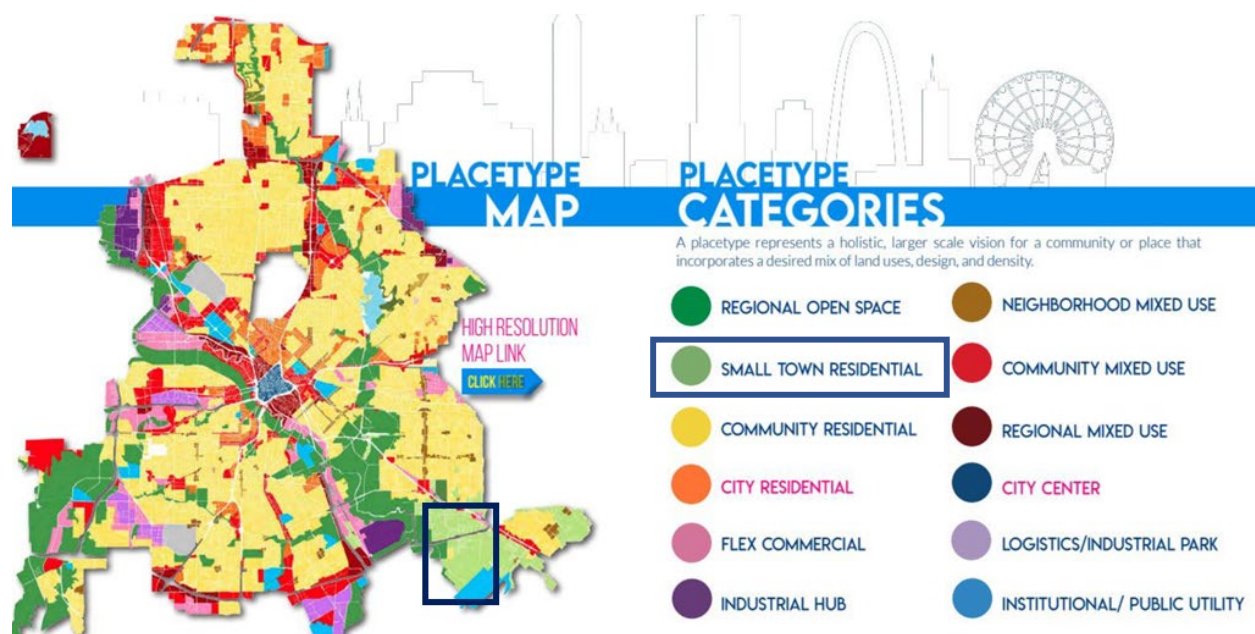 PLACETYPE
MAP
HIGH RESOLUTION
MAP LINK
CLICK HERE
PLACETYPE
CATEGORIES
A placetype represents a holistic, larger scale vision for a community or place that
incorporates a desired mix of land uses, design, and density.
REGIONAL OPEN SPACE
NEIGHBORHOOD MIXED USE
SMALL TOWN RESIDENTIAL
COMMUNITY MIXED USE
COMMUNITY RESIDENTIAL
REGIONAL MIXED USE
CITY RESIDENTIAL
CITY CENTER
FLEX COMMERCIAL
LOGISTICS/INDUSTRIAL PARK
INDUSTRIAL HUB
INSTITUTIONAL/ PUBLIC UTILITY